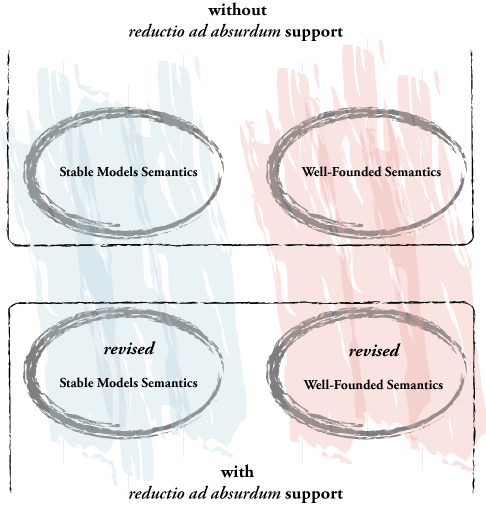 without
reductio ad absurdum support
Stable Models Semantics
Well-Founded Semantics
revised
Stable Models Semantics
revised
Well-Founded Semantics
with
reductio ad absurdum support